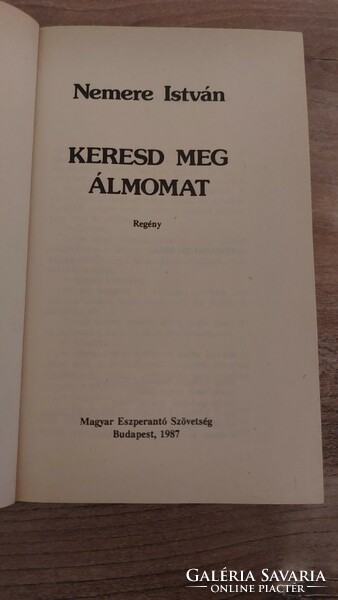 Nemere István
KERESD MEG
ÁLMOMAT
Regény
Magyar Eszperantó Szövetség
Budapest, 1987
GALÉRIA SAVARIA
ONLINE PIACTÉR